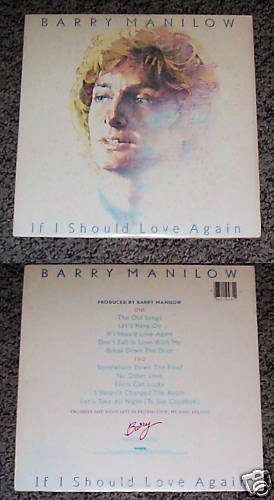 BARRY MANILOW
If I Should Love Again
BARRY MANILOW
PRODUCED BY BARRY MANILOW
ONE
The Old Songs
Let's Hang On
If I Should Love Again
Don't Fall In Love With Me
Break Down The Door
TWO
Somewhere Down The Road
No Other Love
Fools Get Lucky
I Haven't Changed The Room
Let's Take All Night (To Say Goodbye)
Barry
If I Should Love Again